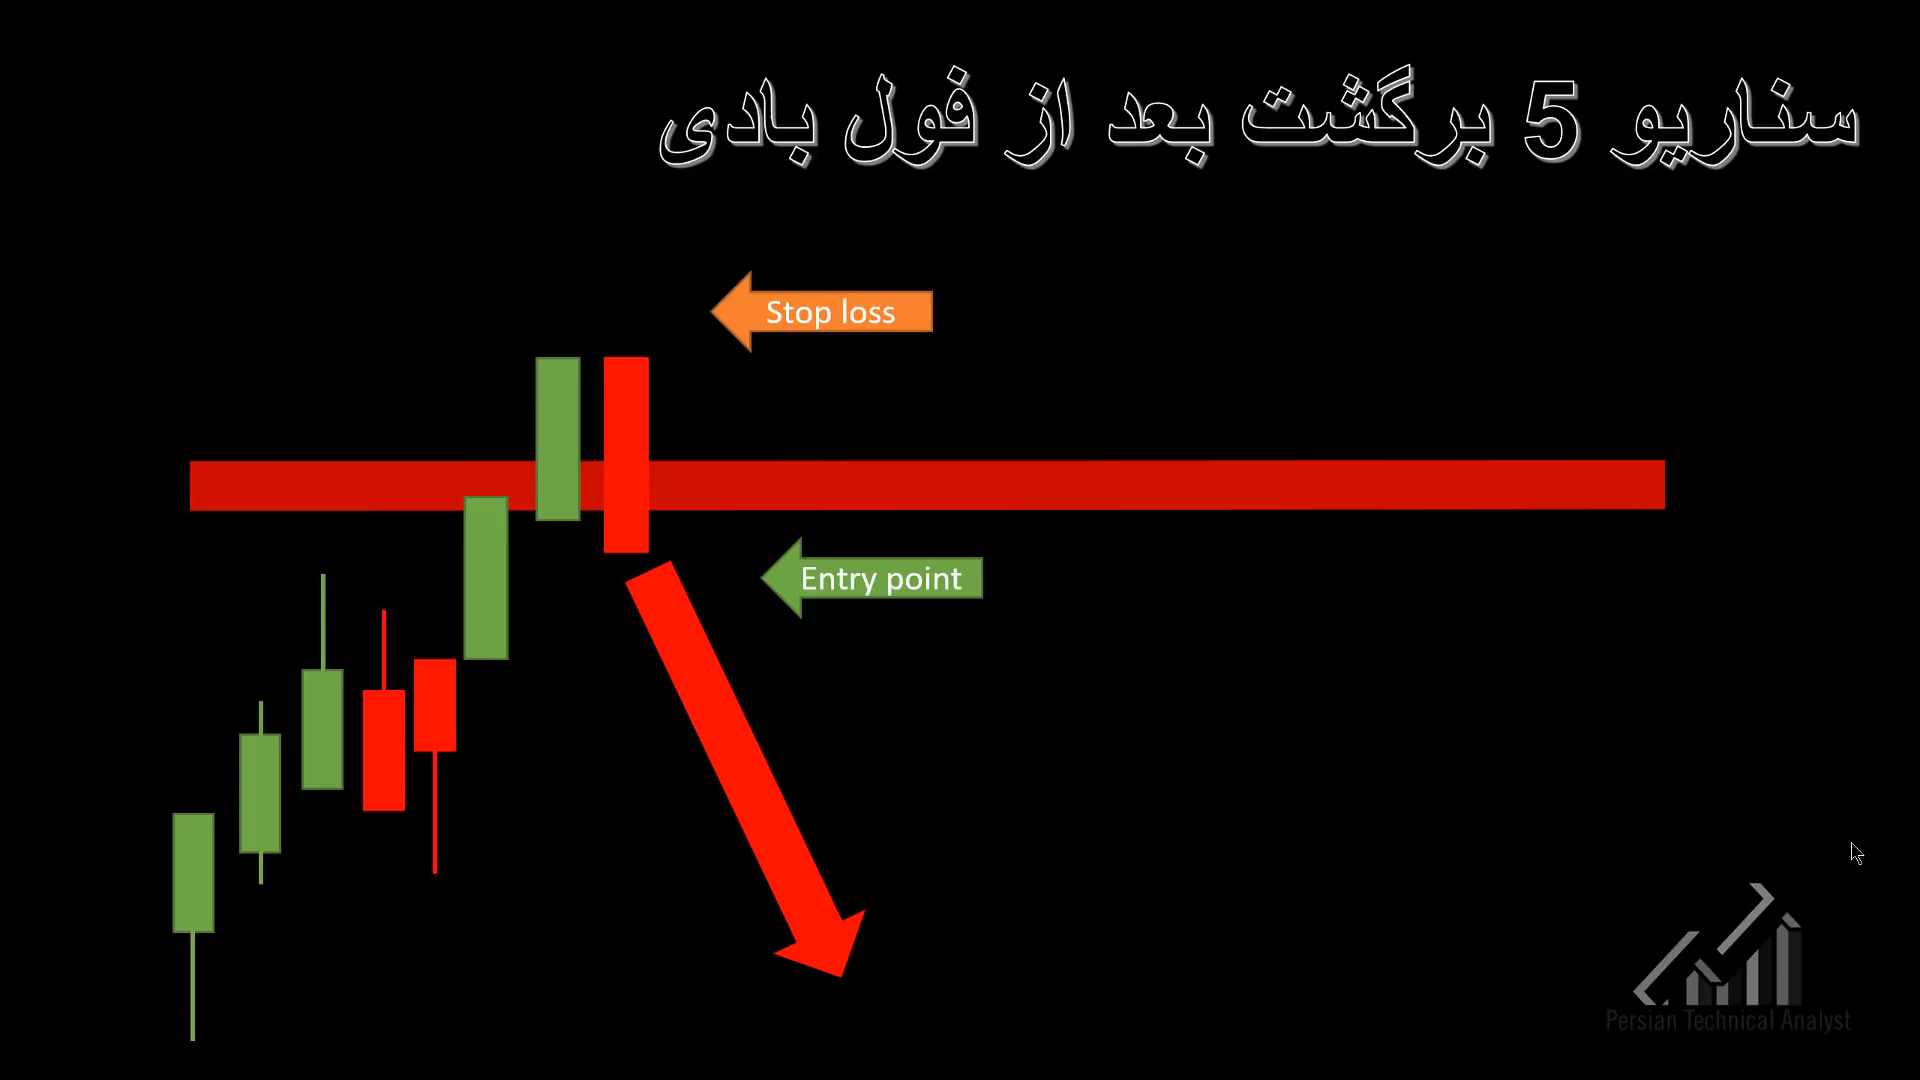 سناریو 5 برگشت بعد از فول بادی
Stop loss
Entry point
Persian Technical Analyst